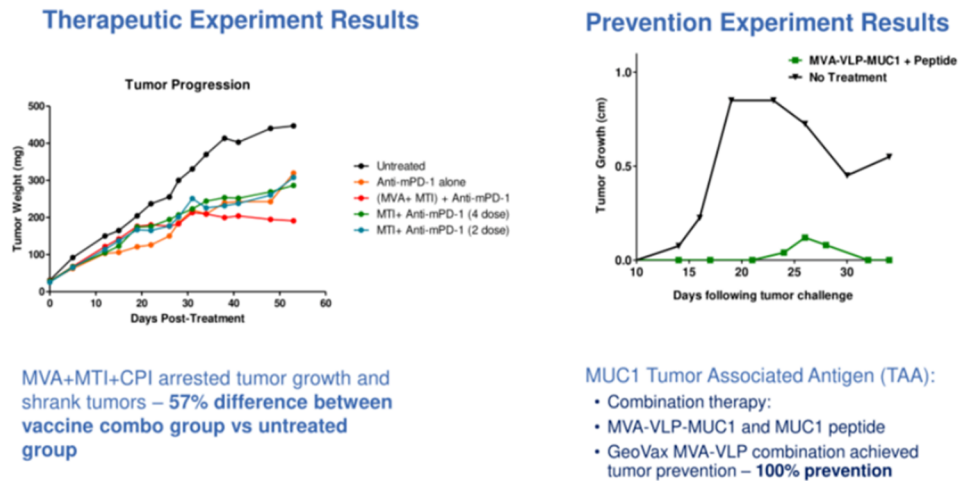 Therapeutic Experiment Results
Tumor Progression
500
400
300
200
100
0
Tumor Weight (mg)
0 10 20 30 40 50 60
Days Post-Treatment
Untreated
Anti-mPD-1 alone
(MVA+ MTI) + Anti-mPD-1
MTI+ Anti-mPD-1 (4 dose)
MTI+ Anti-mPD-1 (2 dose)
MVA+MTI+CPI arrested tumor growth and
shrank tumors – 57% difference between
vaccine combo group vs untreated
group
Prevention Experiment Results
MVA-VLP-MUC1 + Peptide
No Treatment
1.0
0.5
0.0
Tumor Growth (cm)
10 15 20 25 30
Days following tumor challenge
MUC1 Tumor Associated Antigen (TAA):
• Combination therapy:
• MVA-VLP-MUC1 and MUC1 peptide
• GeoVax MVA-VLP combination achieved
tumor prevention – 100% prevention